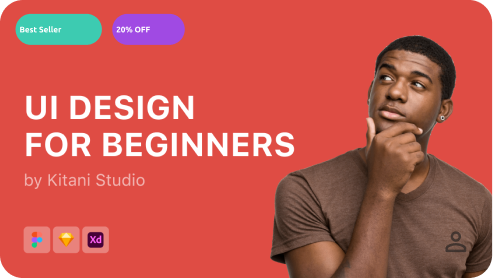 Best Seller
20% OFF
UI DESIGN
FOR BEGINNERS
by Kitani Studio
Xd